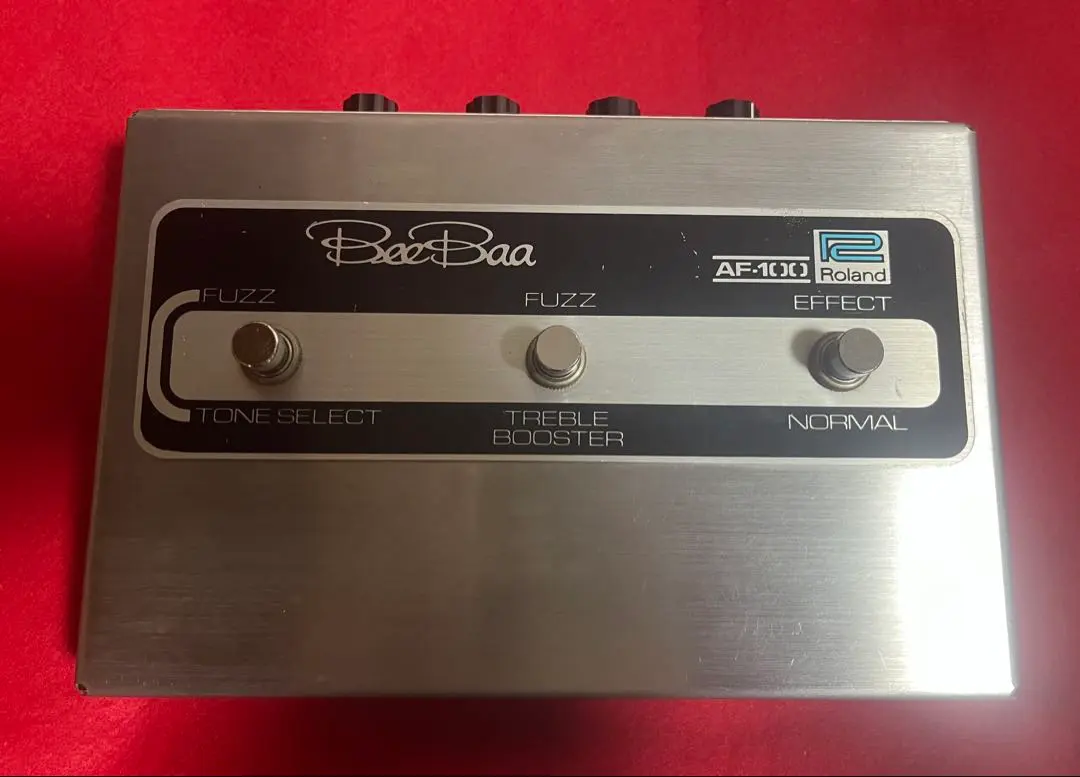 BeeBaa
AF-100
Roland
FUZZ
FUZZ
EFFECT
TONE SELECT
TREBLE
BOOSTER
NORMAL